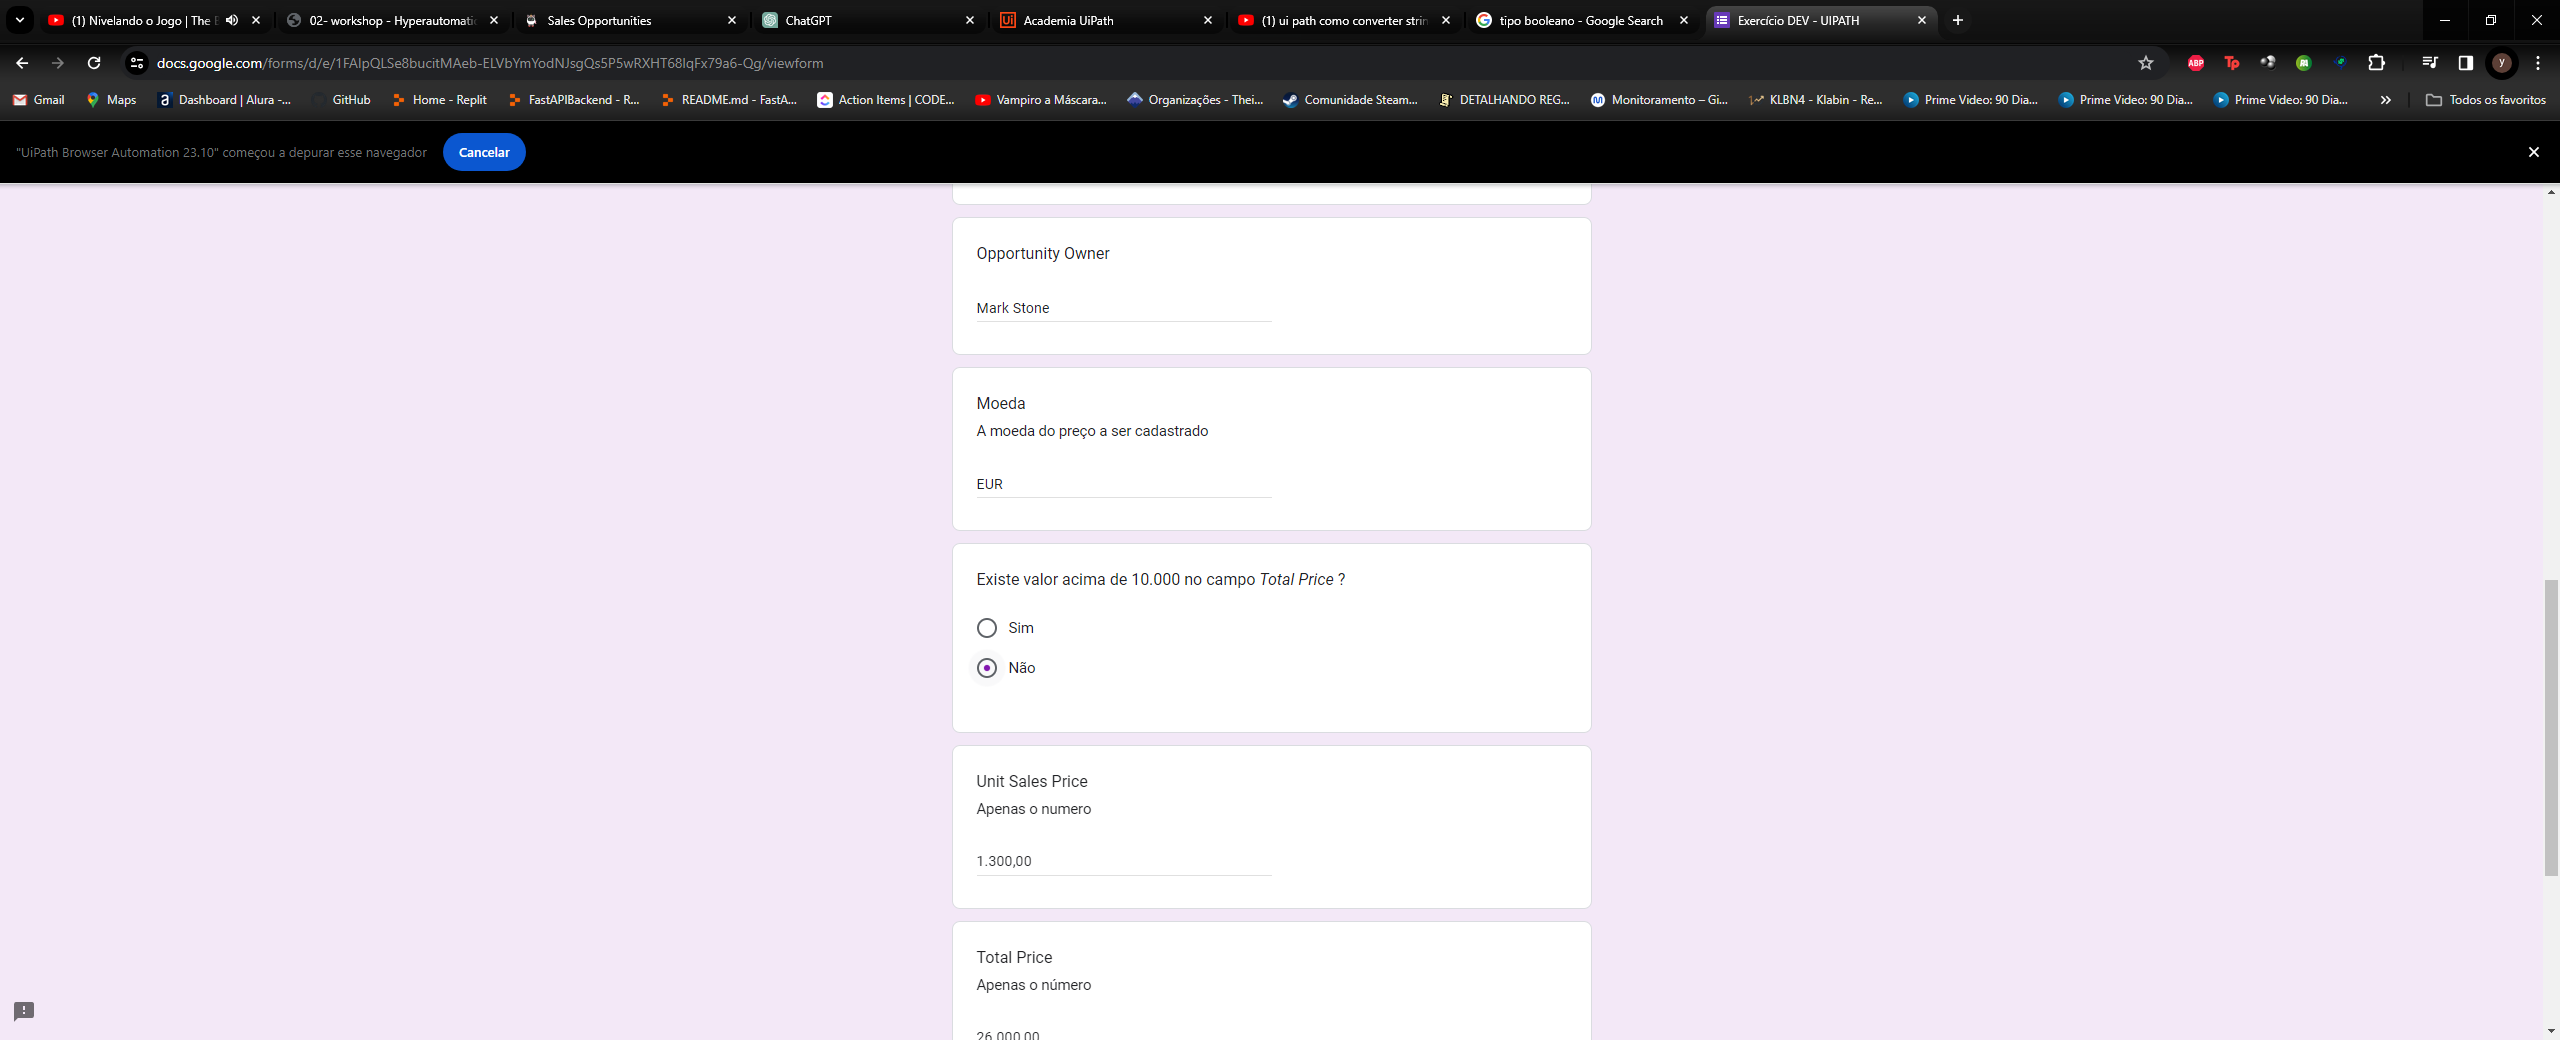 (1) Nivelando o Jogo | The B
02- workshop - Hyperautomatic
Sales Opportunities
ChatGPT
Academia UiPath
(1) ui path como converter strin
tipo booleano - Google Search
Exercício DEV - UIPATH
docs.google.com/forms/d/e/1FAIpQLSe8bucitMAeb-ELVbYmYodNJsgQs5P5wRXHT68IqFx79a6-Qg/viewform
Gmail
Maps
Dashboard | Alura -...
GitHub
Home - Replit
FastAPIBackend - R...
README.md - FastA...
Action Items | CODE...
Vampiro a Máscara...
Organizações - Thei...
Comunidade Steam...
DETALHANDO REG...
Monitoramento – Gi...
KLBN4 - Klabin - Re...
Prime Video: 90 Dia...
Prime Video: 90 Dia...
Prime Video: 90 Dia...
Todos os favoritos
"UiPath Browser Automation 23.10" começou a depurar esse navegador
Cancelar
Opportunity Owner
Mark Stone
Moeda
A moeda do preço a ser cadastrado
EUR
Existe valor acima de 10.000 no campo Total Price ?
Sim
Não
Unit Sales Price
Apenas o numero
1.300,00
Total Price
Apenas o número
26.000,00